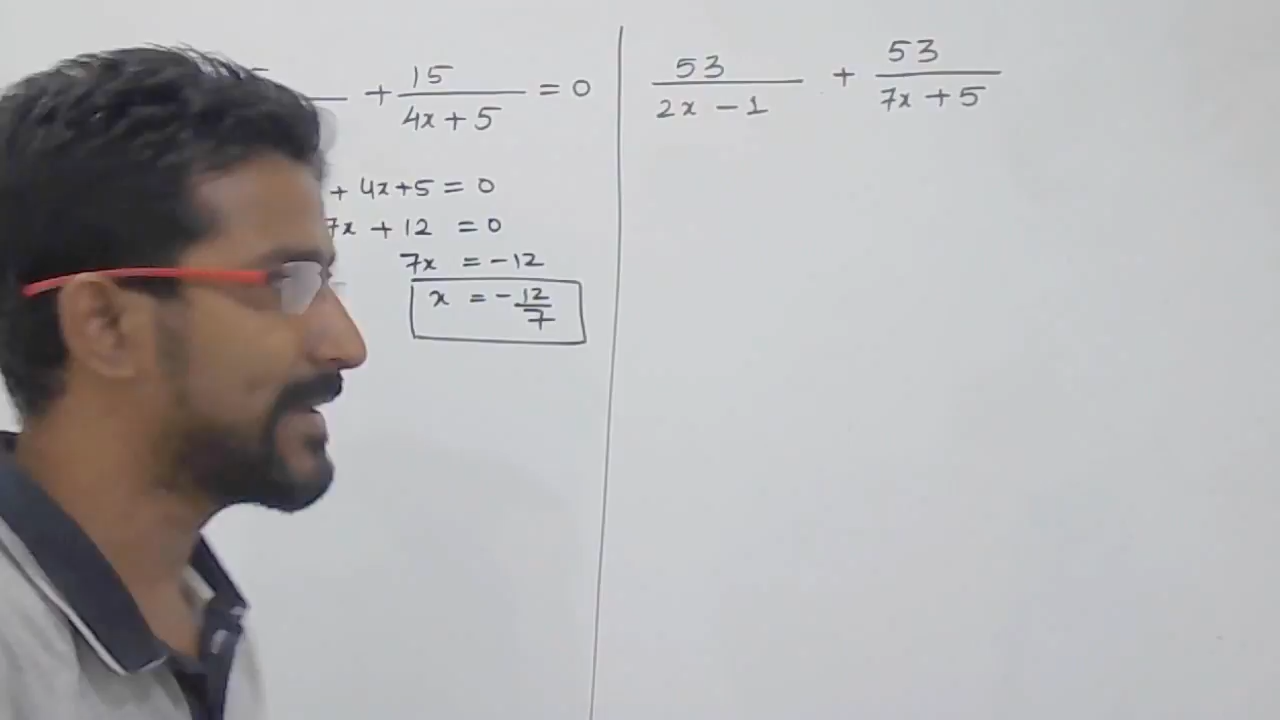 15
+ ---- = 0
4x + 5
+ 4x + 5 = 0
7x + 12 = 0
7x = -12
x = -12/7
53/(2x - 1) + 53/(7x + 5)